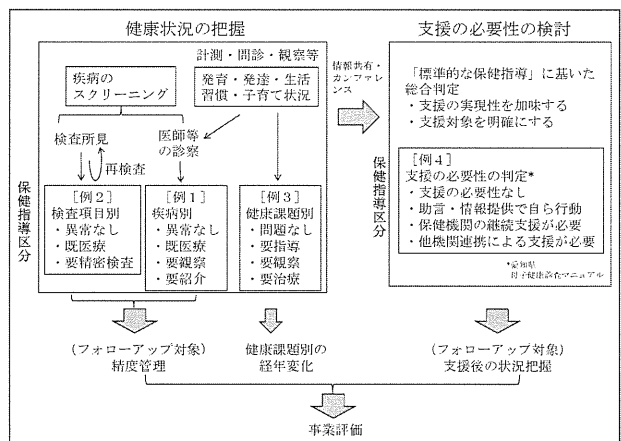 健康状況の把握
支援の必要性の検討
計測・問診・観察等
疾病の
スクリーニング
発育・発達・生活
習慣・子育て状況
情報共有・
カンファレ
ンス
検査所見
再検査
医師等
の診察
保健指導区分
［例２］
検査項目別
・異常なし
・既医療
・要精密検査
［例１］
疾病別
・異常なし
・既医療
・要観察
・要紹介
［例３］
健康課題別
・問題なし
・要指導
・要観察
・要治療
「標準的な保健指導」に基いた
総合判定
・支援の実現性を加味する
・支援対象を明確にする
保健指導区分
［例４］
支援の必要性の判定*
・支援の必要性なし
・助言・情報提供で自ら行動
・保健機関の継続支援が必要
・他機関連携による支援が必要
*愛知県
母子健康診査マニュアル
（フォローアップ対象）
精度管理
健康課題別の
経年変化
（フォローアップ対象）
支援後の状況把握
事業評価